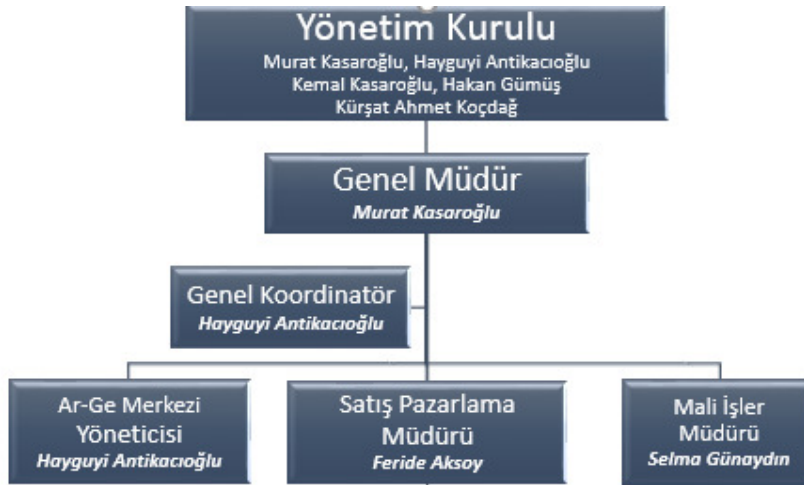 Yönetim Kurulu
Murat Kasaroğlu, Hayguyi Antikacıoğlu
Kemal Kasaroğlu, Hakan Gümüş
Kürşat Ahmet Koçdağ
Genel Müdür
Murat Kasaroğlu
Genel Koordinatör
Hayguyi Antikacıoğlu
Ar-Ge Merkezi
Yöneticisi
Hayguyi Antikacıoğlu
Satış Pazarlama
Müdürü
Feride Aksoy
Mali İşler
Müdürü
Selma Günaydın